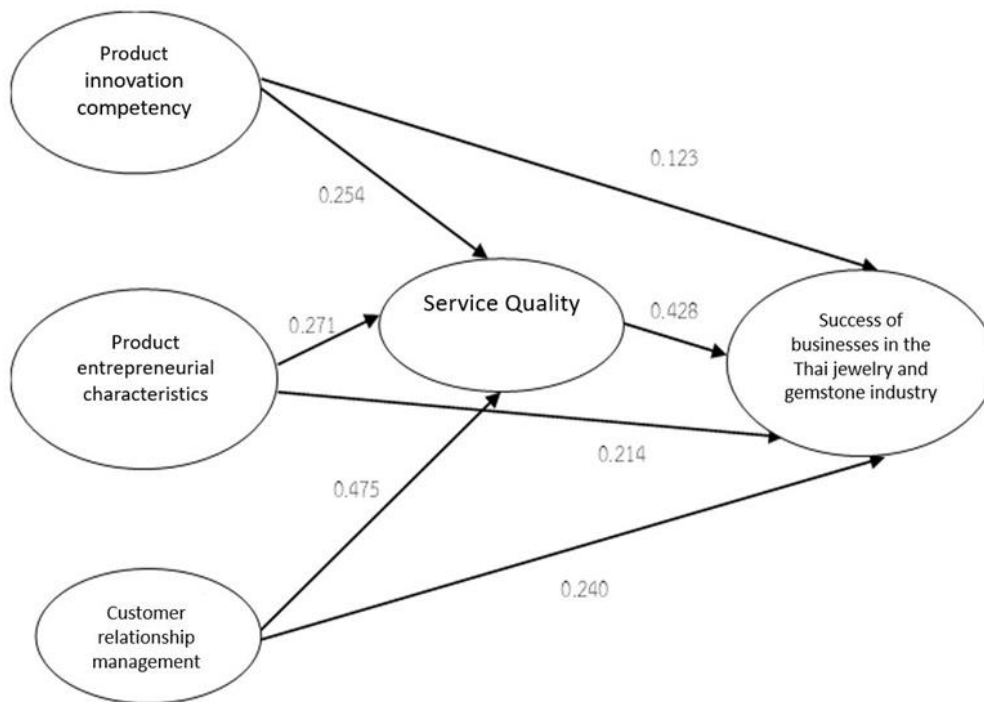 Product
innovation
competency
0.123
0.254
Service Quality
0.428
0.271
Success of
businesses in the
Thai jewelry and
gemstone industry
Product
entrepreneurial
characteristics
0.214
0.475
0.240
Customer
relationship
management